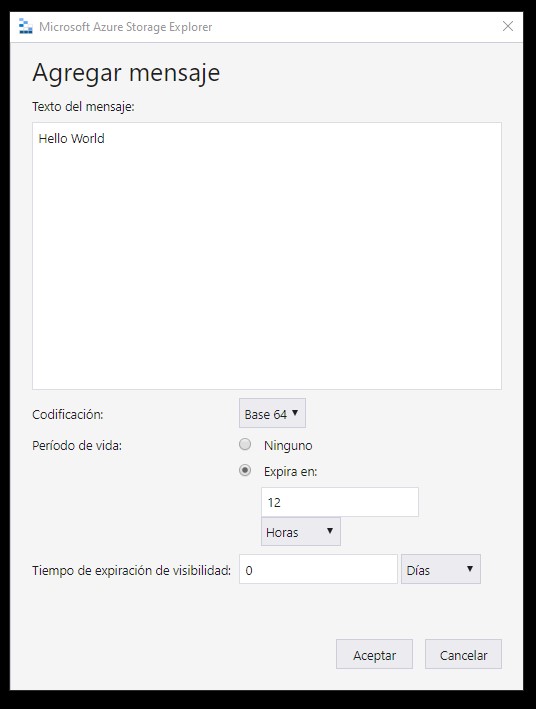 Microsoft Azure Storage Explorer
Agregar mensaje
Texto del mensaje:
Hello World
Codificación: Base 64
Período de vida: Ninguno
Expira en:
12
Horas
Tiempo de expiración de visibilidad: 0 Días
Aceptar Cancelar